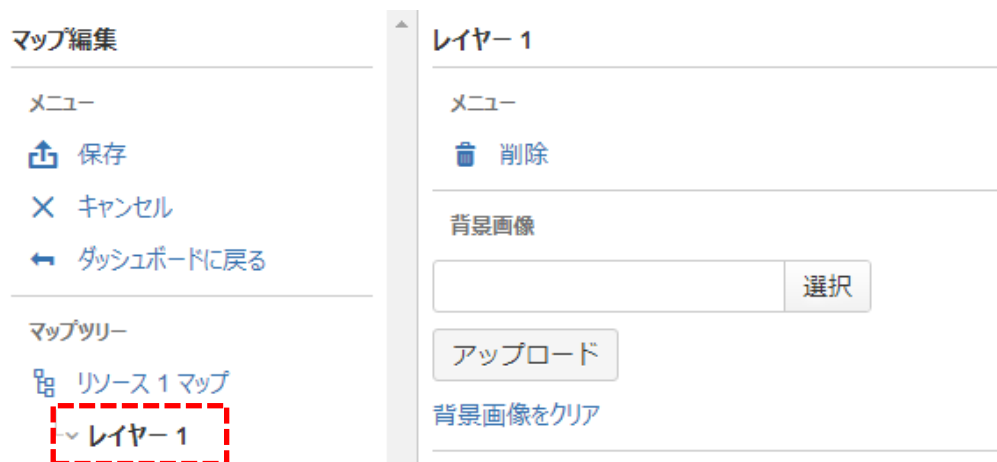 マップ編集
メニュー
保存
キャンセル
ダッシュボードに戻る
マップツリー
リソース 1 マップ
レイヤー 1
レイヤー 1
メニュー
削除
背景画像
選択
アップロード
背景画像をクリア